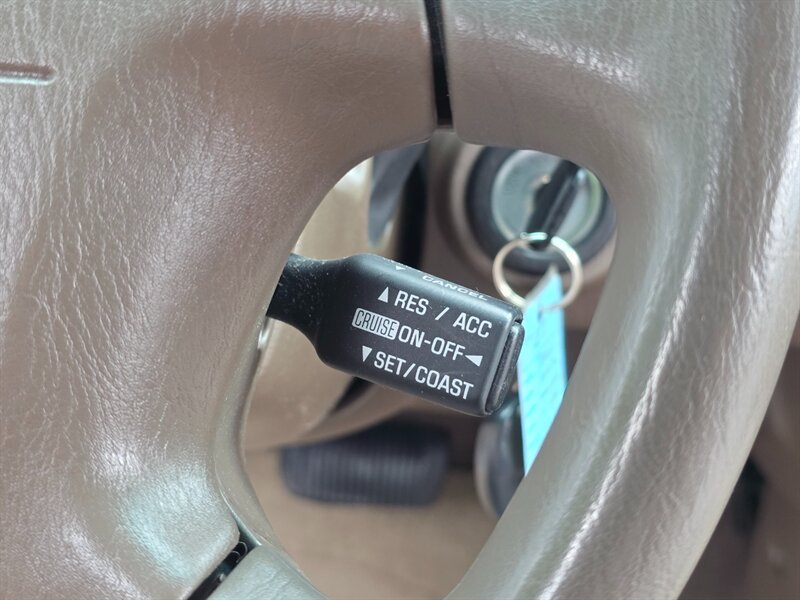 ▼ CANCEL
▲ RES / ACC
CRUISE ON-OFF ◄
▼ SET/COAST